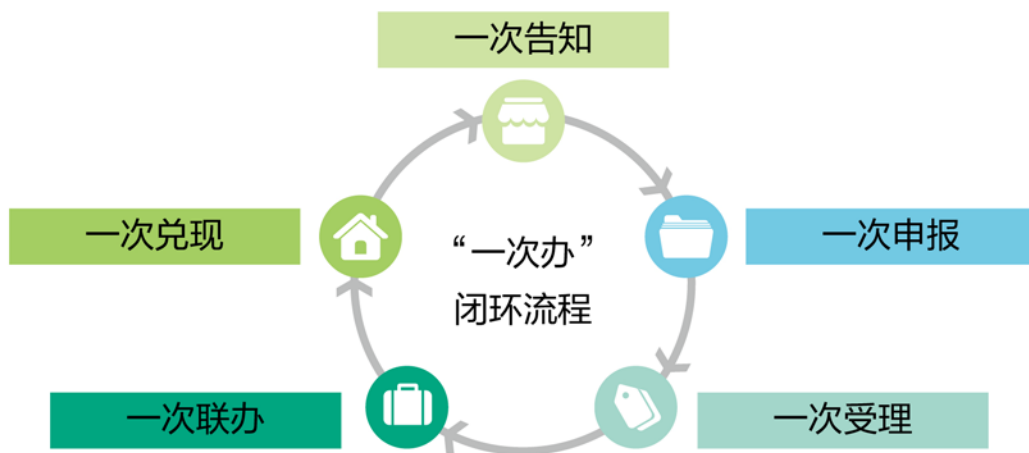 一次告知
一次兑现
“一次办”
闭环流程
一次申报
一次联办
一次受理